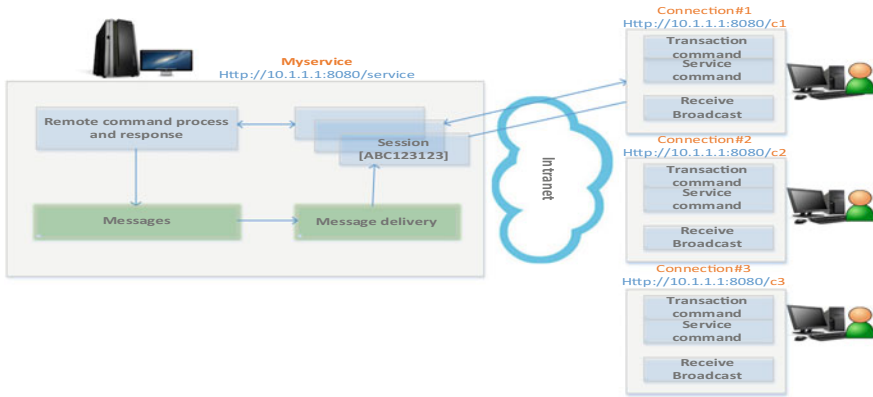 Myservice
Http://10.1.1.1:8080/service
Remote command process
and response
Session
[ABC123123]
Messages
Message delivery
Intranet
Connection#1
Http://10.1.1.1:8080/c1
Transaction
command
Service
command
Receive
Broadcast
Connection#2
Http://10.1.1.1:8080/c2
Transaction
command
Service
command
Receive
Broadcast
Connection#3
Http://10.1.1.1:8080/c3
Transaction
command
Service
command
Receive
Broadcast